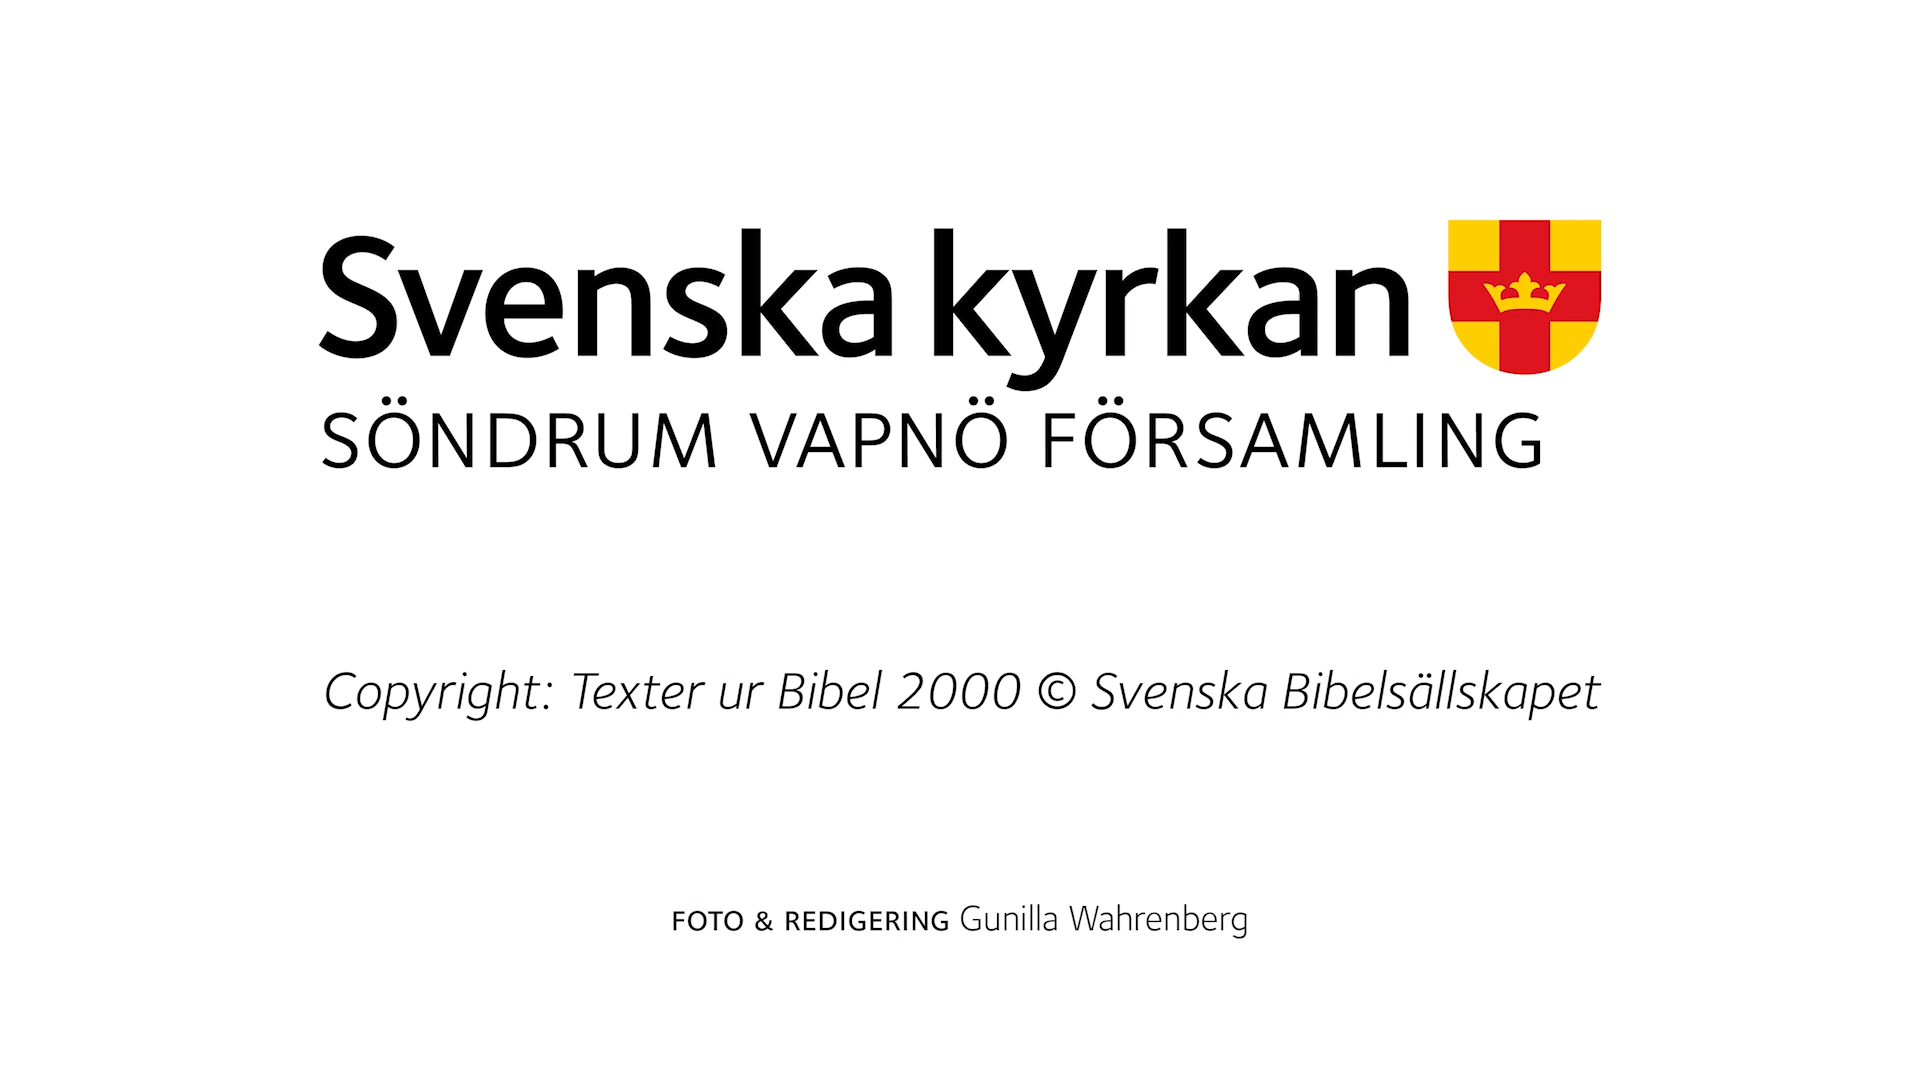 Svenska kyrkan
SÖNDRUM VAPNÖ FÖRSAMLING
Copyright: Texter ur Bibel 2000 © Svenska Bibelsällskapet
FOTO & REDIGERING Gunilla Wahrenberg